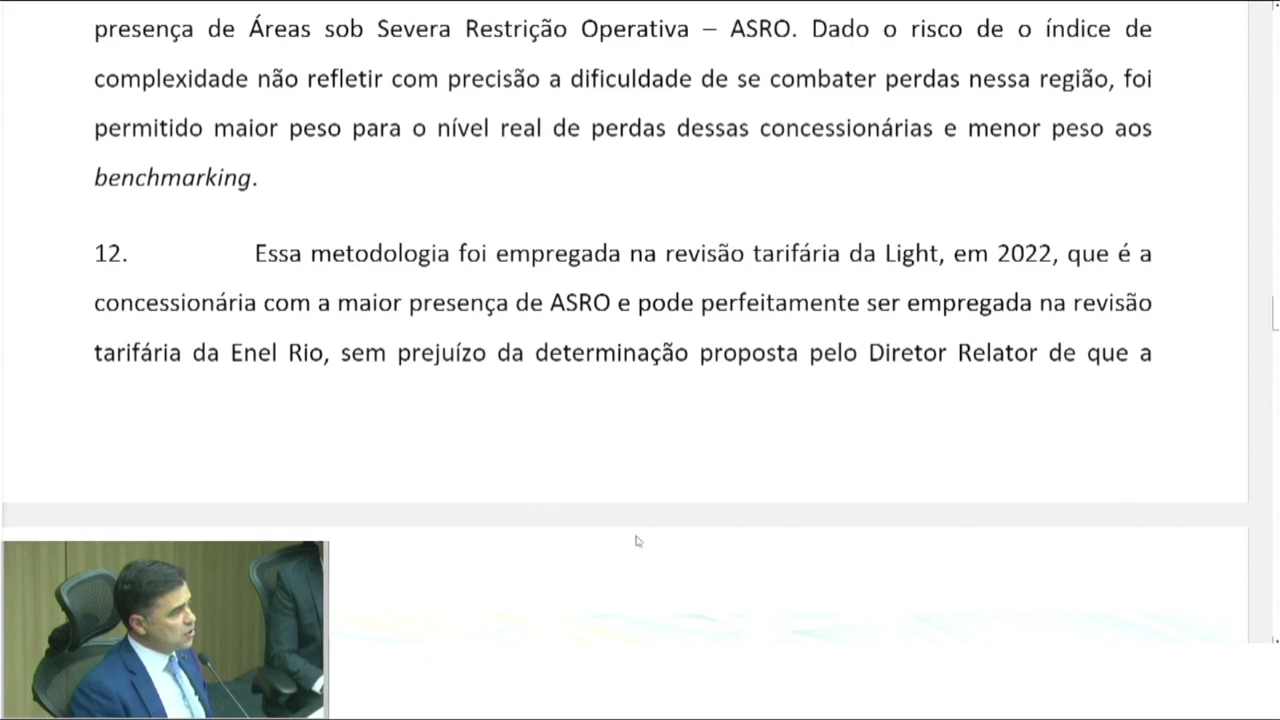 presença de Áreas sob Severa Restrição Operativa – ASRO. Dado o risco de o índice de
complexidade não refletir com precisão a dificuldade de se combater perdas nessa região, foi
permitido maior peso para o nível real de perdas dessas concessionárias e menor peso aos
benchmarking.
12. Essa metodologia foi empregada na revisão tarifária da Light, em 2022, que é a
concessionária com a maior presença de ASRO e pode perfeitamente ser empregada na revisão
tarifária da Enel Rio, sem prejuízo da determinação proposta pelo Diretor Relator de que a